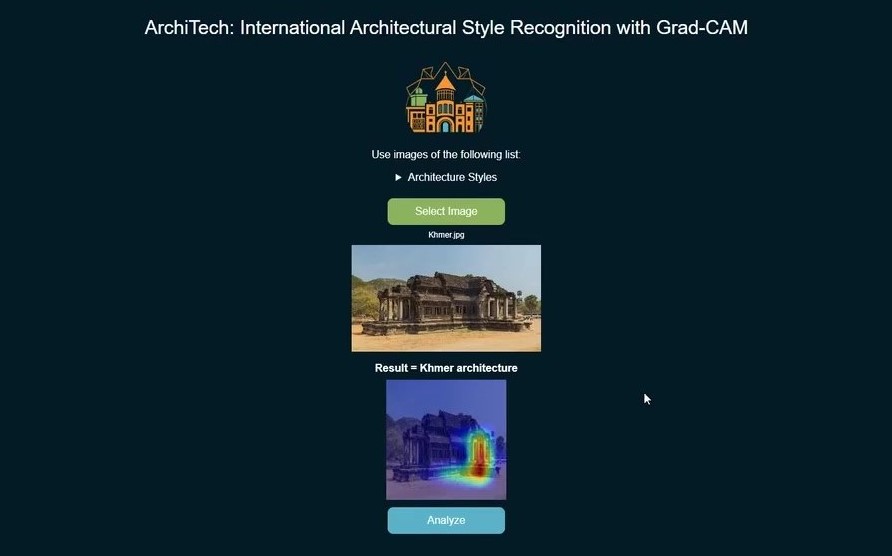 ArchiTech: International Architectural Style Recognition with Grad-CAM
Use images of the following list:
Architecture Styles
Select Image
Khmer.jpg
Result = Khmer architecture
Analyze